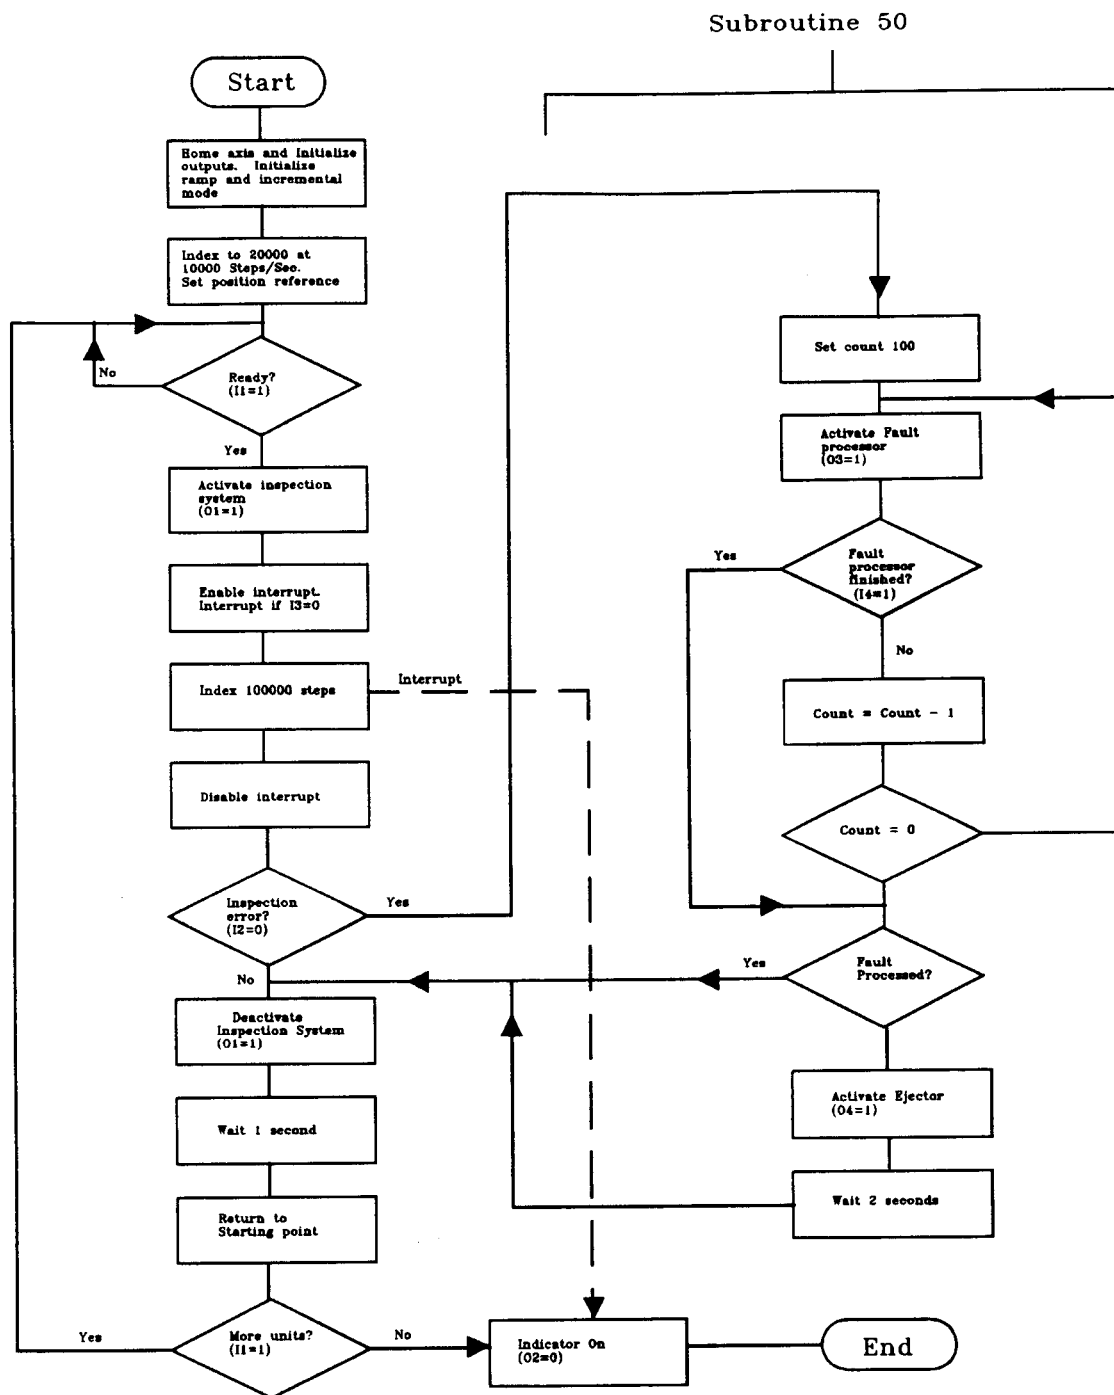 Subroutine 50
Start
Home axis and Initialize
outputs. Initialize
ramp and incremental
mode
Index to 20000 at
10000 Steps/Sec.
Set position reference
No
Ready?
(I1=1)
Yes
Activate inspection
system
(O1=1)
Enable interrupt.
Interrupt if I3=0
Index 100000 steps
Interrupt
Disable interrupt
Inspection
error?
(I2=0)
Yes
No
Deactivate
Inspection System
(O1=1)
Wait 1 second
Return to
Starting point
More units?
(I1=1)
Yes
No
Indicator On
(O2=0)
End
Set count 100
Activate Fault
processor
(O3=1)
Fault
processor
finished?
(I4=1)
Yes
No
Count = Count - 1
Count = 0
Fault
Processed?
Yes
Activate Ejector
(O4=1)
Wait 2 seconds